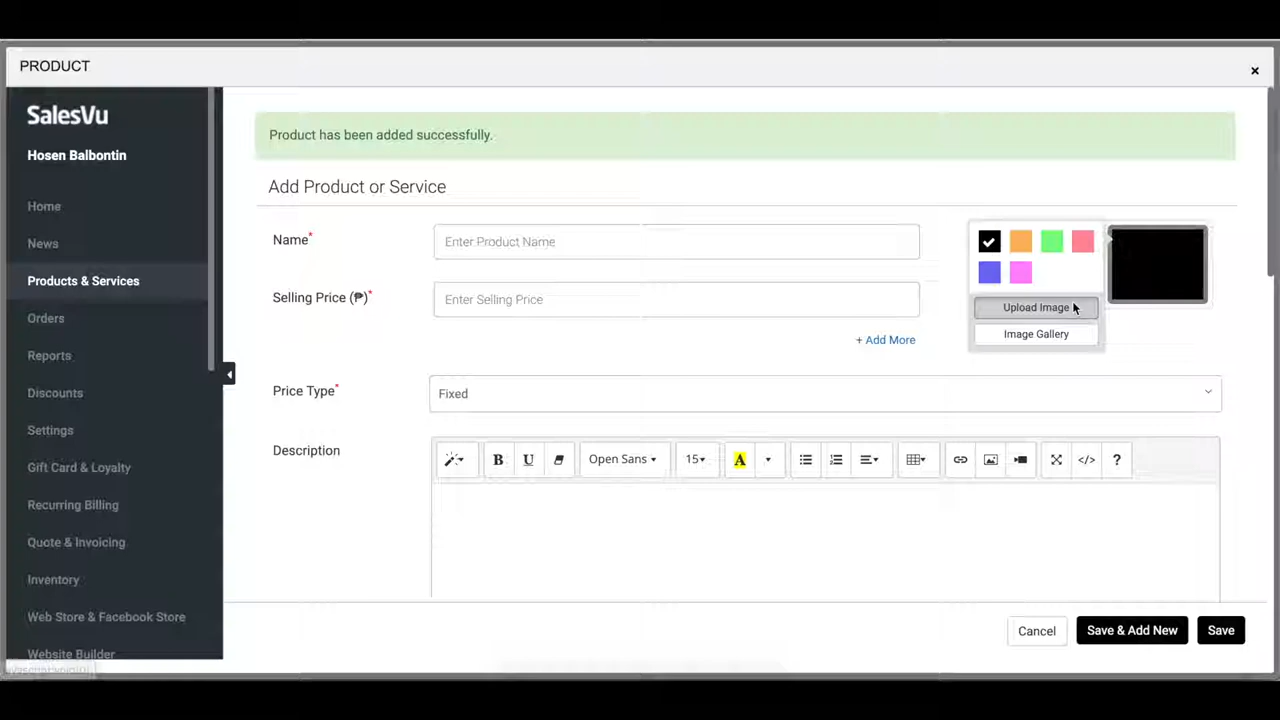 PRODUCT
×
SalesVu
Hosen Balbontin
Home
News
Products & Services
Orders
Reports
Discounts
Settings
Gift Card & Loyalty
Recurring Billing
Quote & Invoicing
Inventory
Web Store & Facebook Store
Website Builder
Product has been added successfully.
Add Product or Service
Name*
Enter Product Name
Selling Price (₱)*
Enter Selling Price
+ Add More
Upload Image
Image Gallery
Price Type*
Fixed
Description
B U Open Sans 15 A </> ?
Cancel
Save & Add New
Save